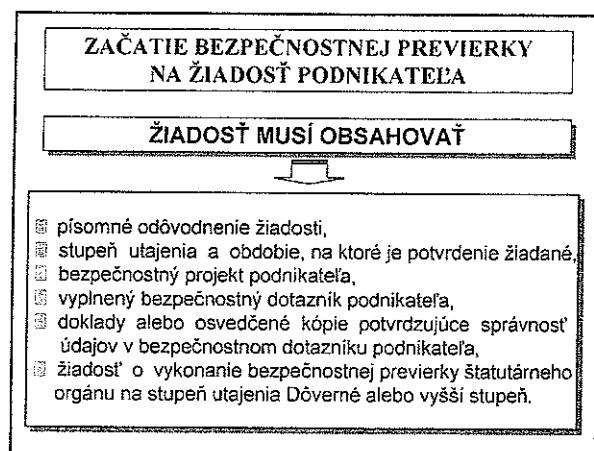 ZAČATIE BEZPEČNOSTNEJ PREVIERKY
NA ŽIADOSŤ PODNIKATEĽA
ŽIADOSŤ MUSÍ OBSAHOVAŤ
písomné odôvodnenie žiadosti,
stupeň utajenia a obdobie, na ktoré je potvrdenie žiadané,
bezpečnostný projekt podnikateľa,
vyplnený bezpečnostný dotazník podnikateľa,
doklady alebo osvedčené kópie potvrdzujúce správnosť
údajov v bezpečnostnom dotazníku podnikateľa,
žiadosť o vykonanie bezpečnostnej previerky štatutárneho
orgánu na stupeň utajenia Dôverné alebo vyšší stupeň.